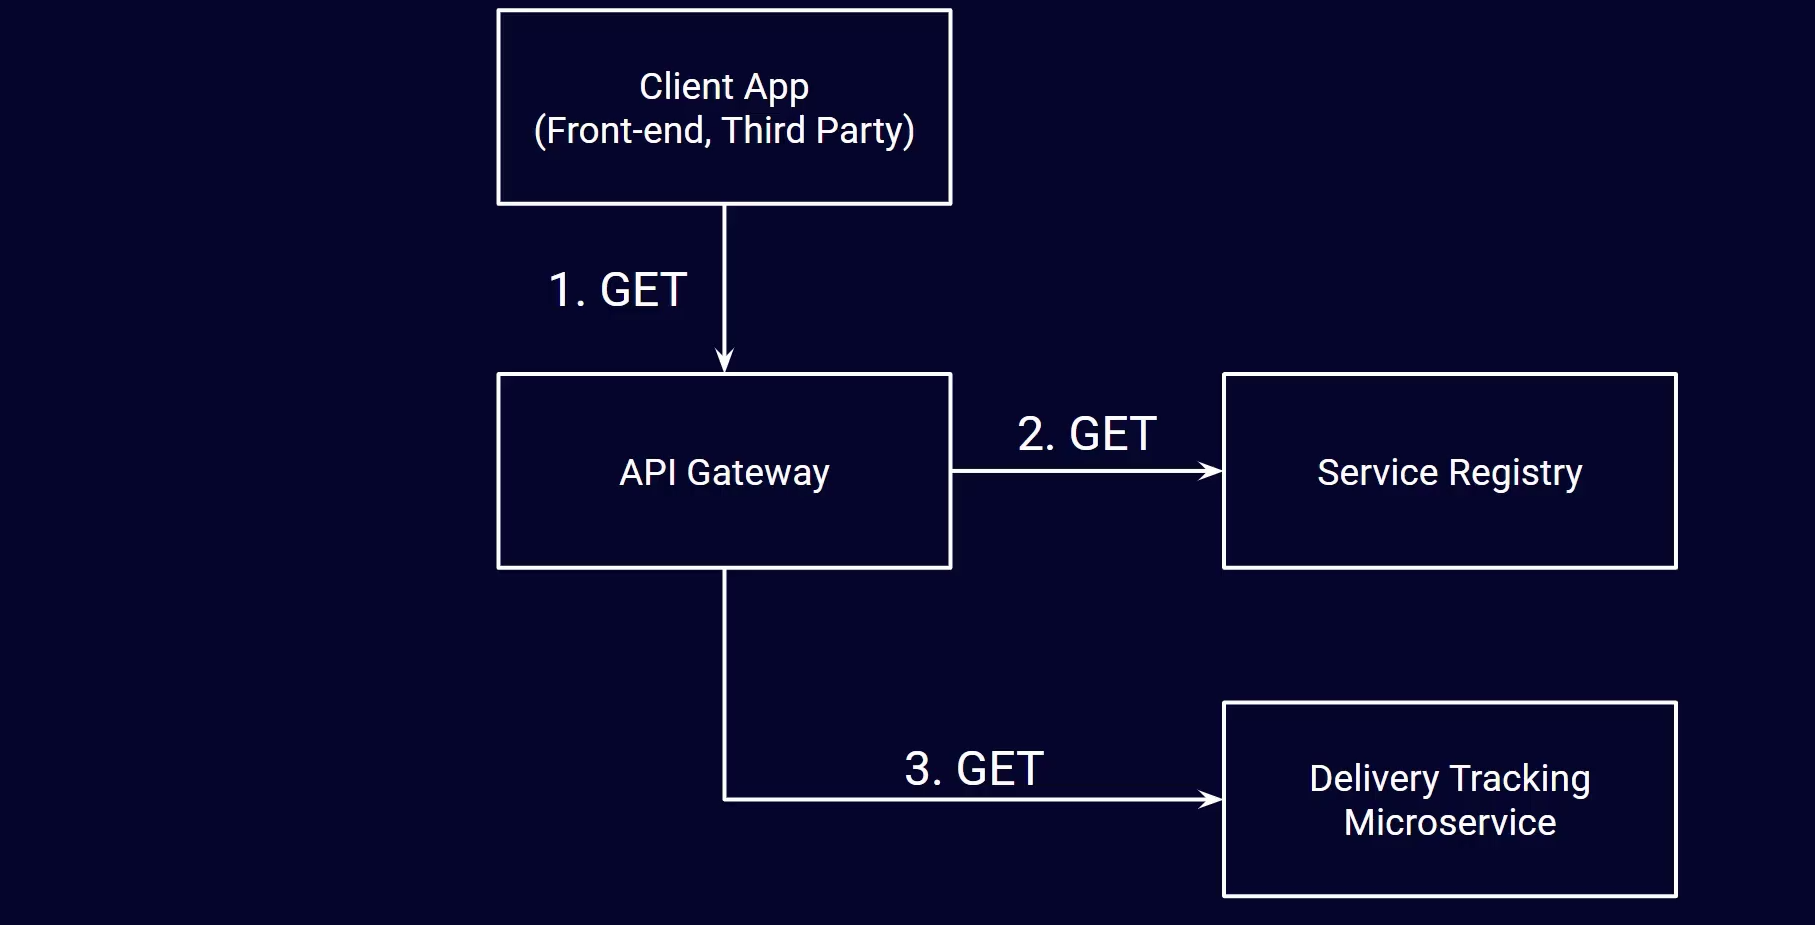 Client App
(Front-end, Third Party)
1. GET
API Gateway
2. GET
Service Registry
3. GET
Delivery Tracking
Microservice